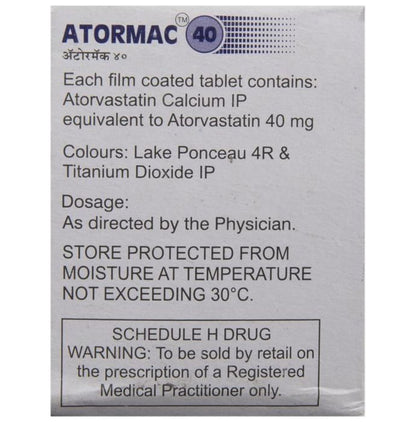 ATORMAC™ 40
ॲटोरमॅक ४०
Each film coated tablet contains:
Atorvastatin Calcium IP
equivalent to Atorvastatin 40 mg
Colours: Lake Ponceau 4R &
Titanium Dioxide IP
Dosage:
As directed by the Physician.
STORE PROTECTED FROM
MOISTURE AT TEMPERATURE
NOT EXCEEDING 30°C.
SCHEDULE H DRUG
WARNING: To be sold by retail on
the prescription of a Registered
Medical Practitioner only.